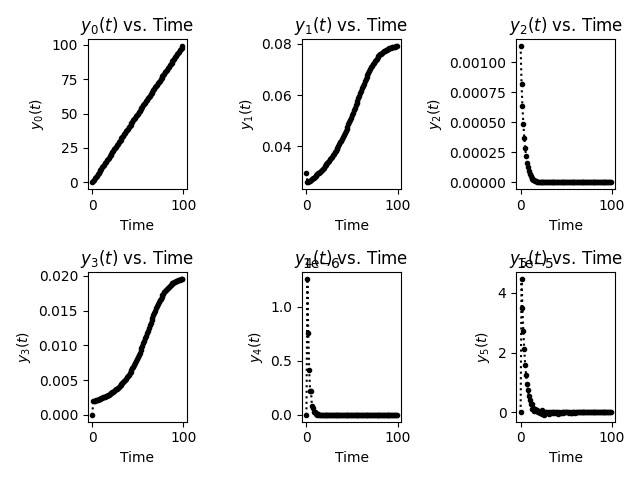 y₀(t) vs. Time
y₁(t) vs. Time
y₂(t) vs. Time
100
75
50
25
0
y₀(t)
0 100
Time
0.08
0.06
0.04
y₁(t)
0 100
Time
0.00100
0.00075
0.00050
0.00025
0.00000
y₂(t)
0 100
Time
y₃(t) vs. Time
y₄(t) vs. Time
y₅(t) vs. Time
0.020
0.015
0.010
0.005
0.000
y₃(t)
0 100
Time
1e−6
1.0
0.5
0.0
y₄(t)
0 100
Time
1e−5
4
2
0
y₅(t)
0 100
Time